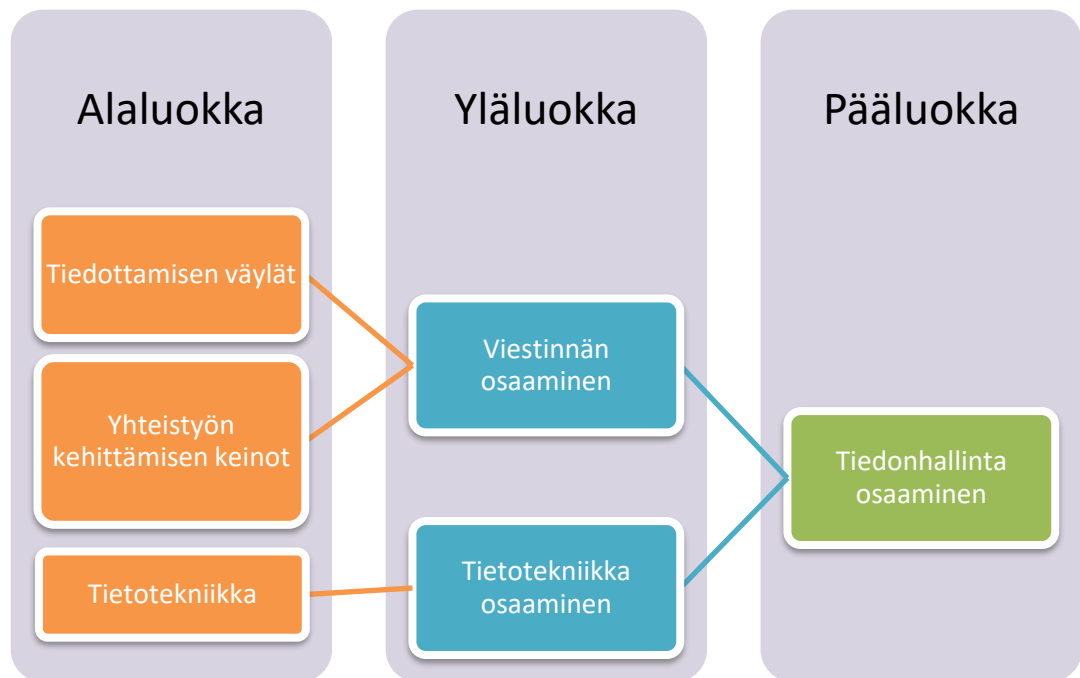 Alaluokka
Tiedottamisen väylät
Yhteistyön
kehittämisen keinot
Tietotekniikka
Yläluokka
Viestinnän
osaaminen
Tietotekniikka
osaaminen
Pääluokka
Tiedonhallinta
osaaminen